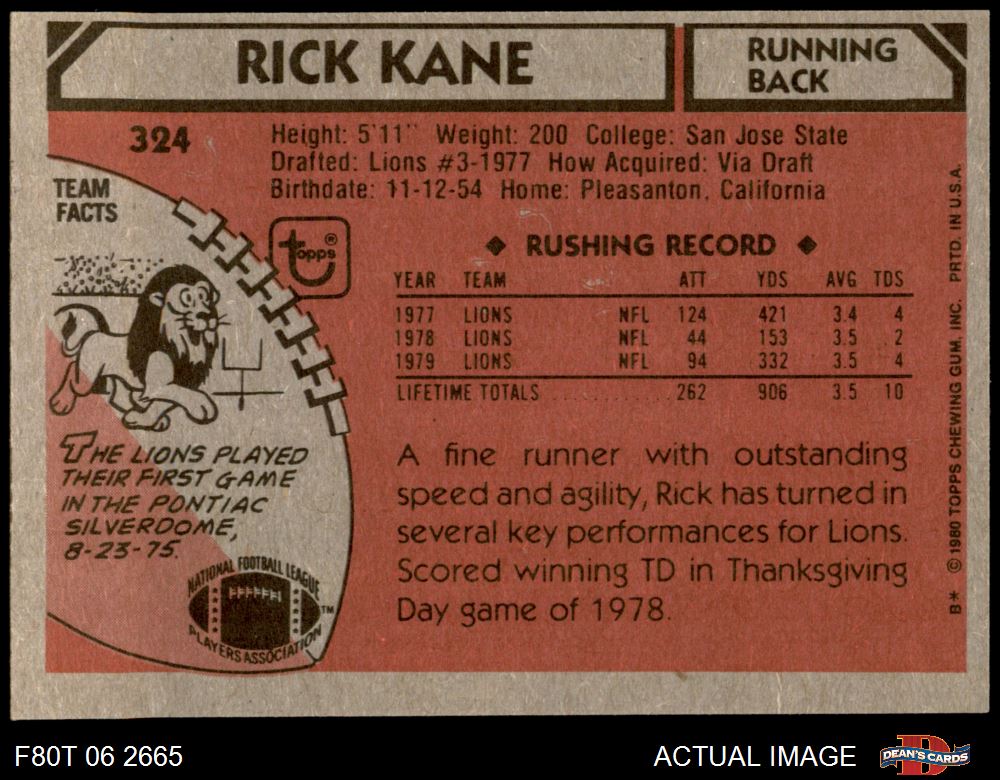 RICK KANE
RUNNING
BACK
324
Height: 5'11" Weight: 200 College: San Jose State
Drafted: Lions #3-1977 How Acquired: Via Draft
Birthdate: 11-12-54 Home: Pleasanton, California
TEAM
FACTS
topps®
◆ RUSHING RECORD ◆
YEAR TEAM ATT YDS AVG TDS
1977 LIONS NFL 124 421 3.4 4
1978 LIONS NFL 44 153 3.5 2
1979 LIONS NFL 94 332 3.5 4
LIFETIME TOTALS ............ 262 906 3.5 10
THE LIONS PLAYED
THEIR FIRST GAME
IN THE PONTIAC
SILVERDOME,
8-23-75.
NATIONAL FOOTBALL LEAGUE
PLAYERS ASSOCIATION
TM
A fine runner with outstanding
speed and agility, Rick has turned in
several key performances for Lions.
Scored winning TD in Thanksgiving
Day game of 1978.
B* © 1980 TOPPS CHEWING GUM, INC. PRTD. IN U.S.A.
F80T 06 2665
ACTUAL IMAGE
DEAN'S CARDS